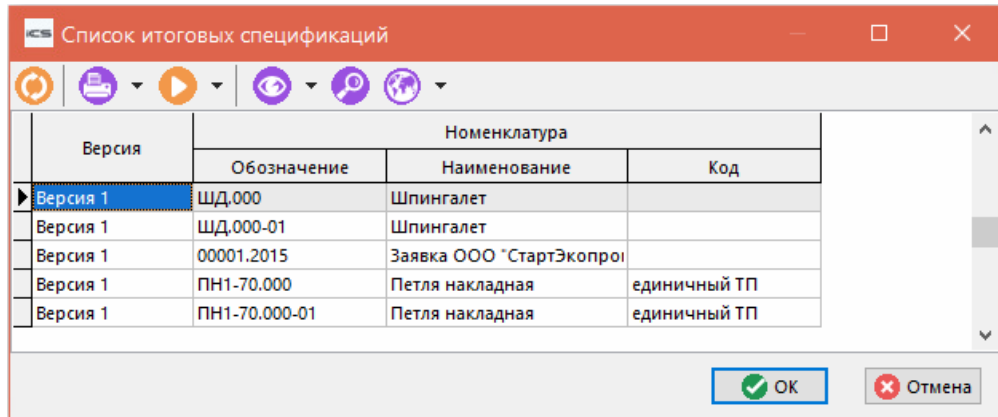 iCS Список итоговых спецификаций
Версия Номенклатура
Обозначение Наименование Код
Версия 1 ШД.000 Шпингалет
Версия 1 ШД.000-01 Шпингалет
Версия 1 00001.2015 Заявка ООО "СтартЭкопро
Версия 1 ПН1-70.000 Петля накладная единичный ТП
Версия 1 ПН1-70.000-01 Петля накладная единичный ТП
OK Отмена